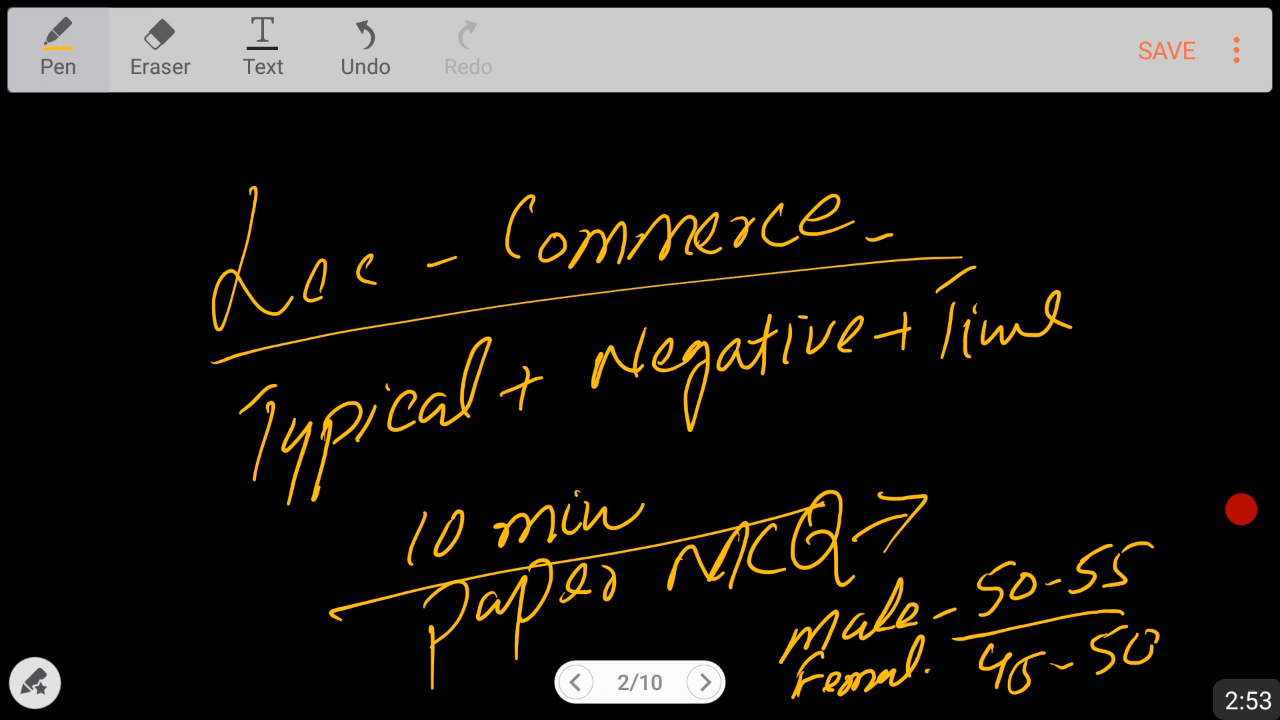 Pen Eraser Text Undo Redo SAVE
Lec - Commerce -
Typical + Negative + Time
10 min
paper MCQ →
Male - 50-55
Femal. 45-50
2/10
2:53